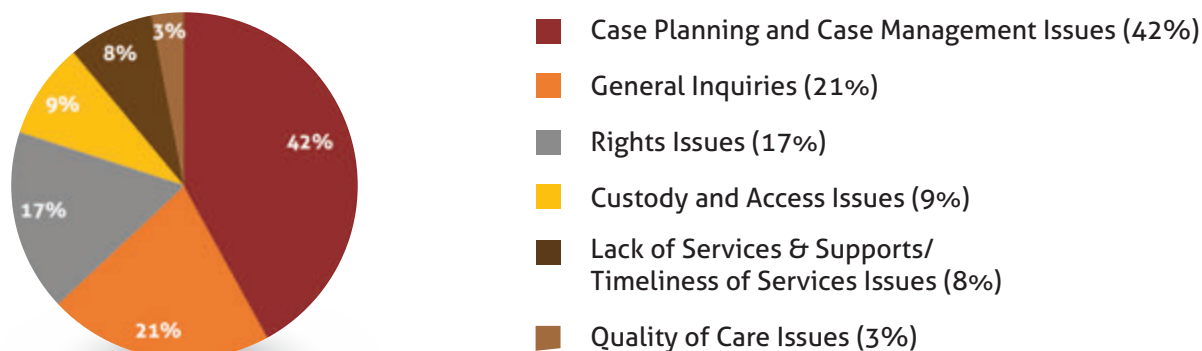 3%
8%
9%
42%
17%
21%
Case Planning and Case Management Issues (42%)
General Inquiries (21%)
Rights Issues (17%)
Custody and Access Issues (9%)
Lack of Services & Supports/
Timeliness of Services Issues (8%)
Quality of Care Issues (3%)